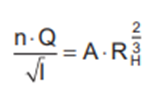 n·Q/√I = A·R_H^(2/3)